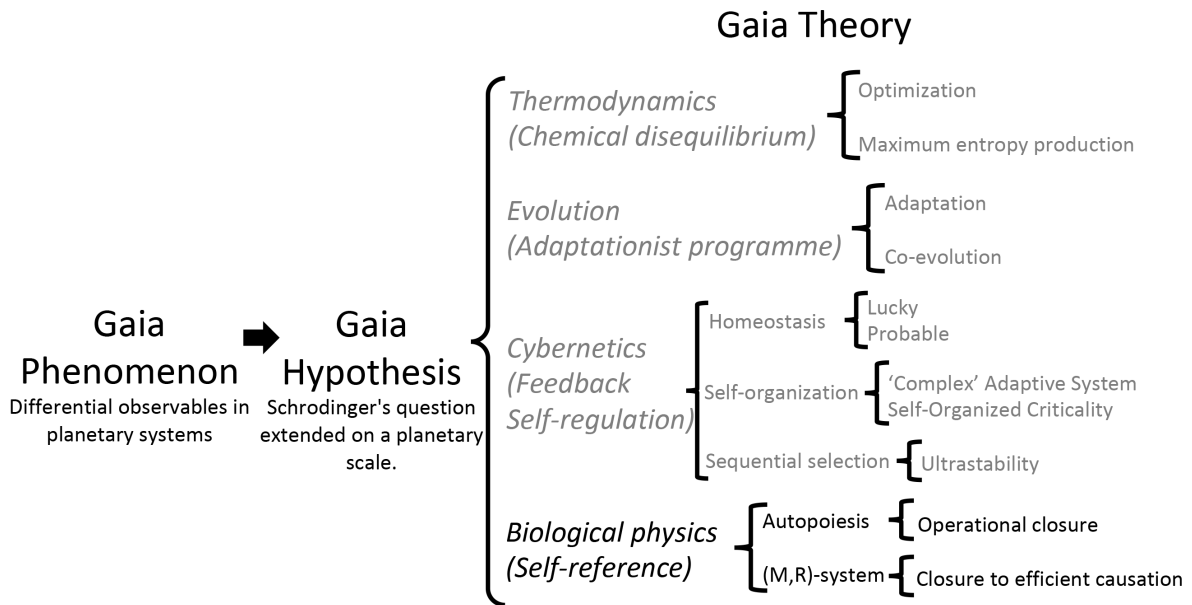 Gaia Theory
Gaia
Phenomenon
Differential observables in
planetary systems
Gaia
Hypothesis
Schrodinger's question
extended on a planetary
scale.
Thermodynamics
(Chemical disequilibrium)
Optimization
Maximum entropy production
Evolution
(Adaptationist programme)
Adaptation
Co-evolution
Cybernetics
(Feedback
Self-regulation)
Homeostasis
Lucky
Probable
Self-organization
‘Complex’ Adaptive System
Self-Organized Criticality
Sequential selection
Ultrastability
Biological physics
(Self-reference)
Autopoiesis
Operational closure
(M,R)-system
Closure to efficient causation